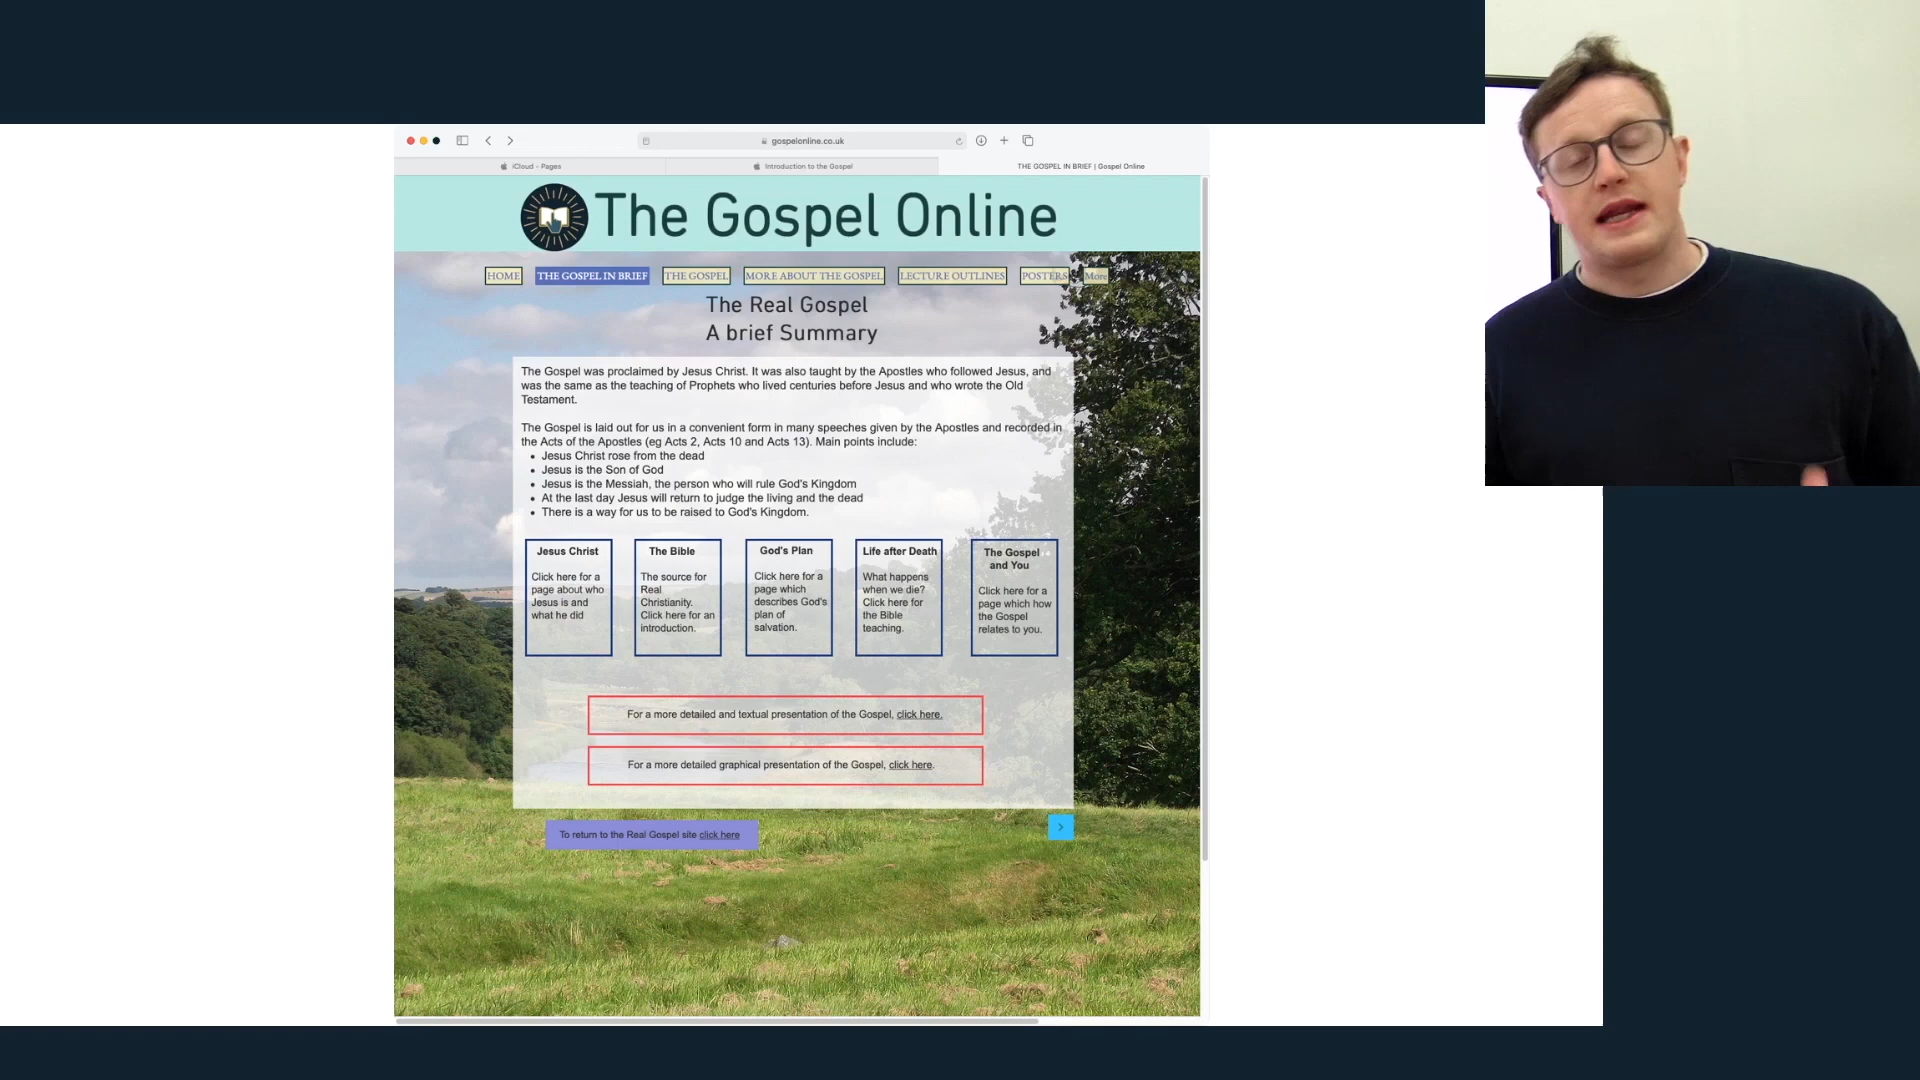 gospelonline.co.uk
iCloud - Pages
Introduction to the Gospel
THE GOSPEL IN BRIEF | Gospel Online
The Gospel Online
HOME
THE GOSPEL IN BRIEF
THE GOSPEL
MORE ABOUT THE GOSPEL
LECTURE OUTLINES
POSTERS
More
The Real Gospel
A brief Summary
The Gospel was proclaimed by Jesus Christ. It was also taught by the Apostles who followed Jesus, and
was the same as the teaching of Prophets who lived centuries before Jesus and who wrote the Old
Testament.
The Gospel is laid out for us in a convenient form in many speeches given by the Apostles and recorded in
the Acts of the Apostles (eg Acts 2, Acts 10 and Acts 13). Main points include:
• Jesus Christ rose from the dead
• Jesus is the Son of God
• Jesus is the Messiah, the person who will rule God's Kingdom
• At the last day Jesus will return to judge the living and the dead
• There is a way for us to be raised to God's Kingdom.
Jesus Christ
Click here for a
page about who
Jesus is and
what he did
The Bible
The source for
Real
Christianity.
Click here for an
introduction.
God's Plan
Click here for a
page which
describes God's
plan of
salvation.
Life after Death
What happens
when we die?
Click here for
the Bible
teaching.
The Gospel
and You
Click here for a
page which how
the Gospel
relates to you.
For a more detailed and textual presentation of the Gospel, click here.
For a more detailed graphical presentation of the Gospel, click here.
To return to the Real Gospel site click here